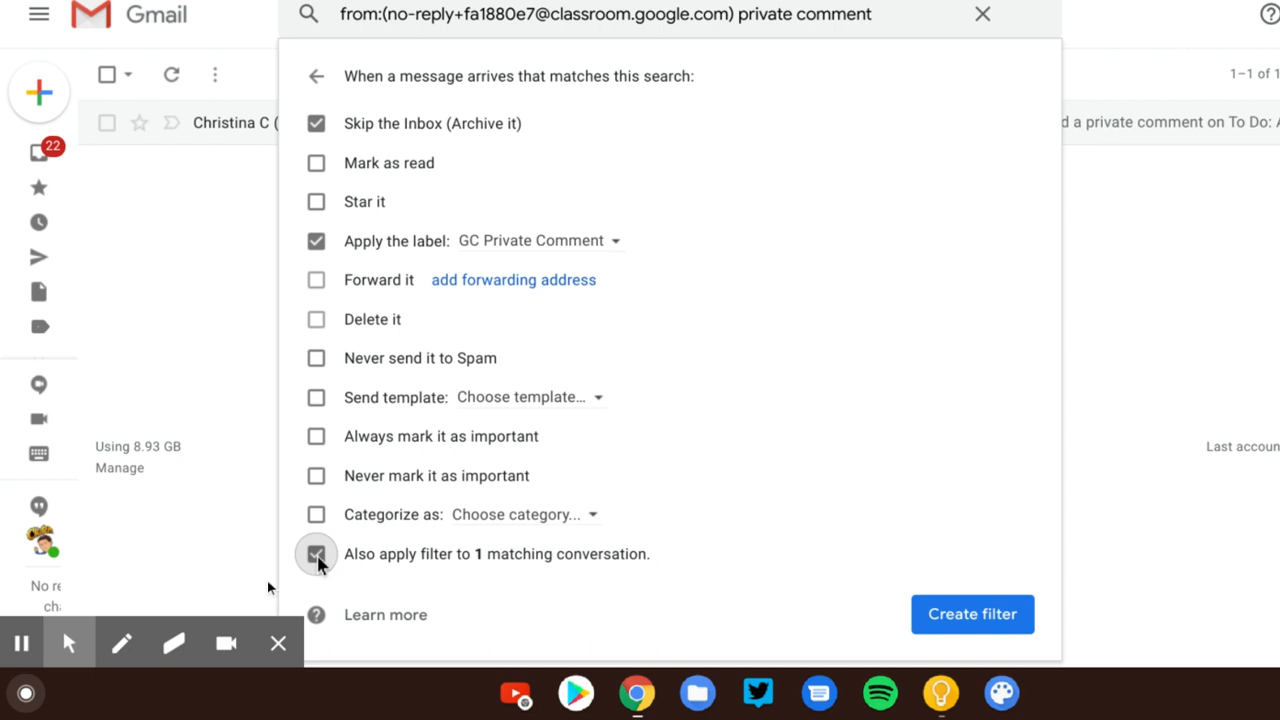 Gmail
from:(no-reply+fa1880e7@classroom.google.com) private comment
1–1 of 1
When a message arrives that matches this search:
Christina C (
d a private comment on To Do: A
Skip the Inbox (Archive it)
22
Mark as read
Star it
Apply the label: GC Private Comment
Forward it add forwarding address
Delete it
Never send it to Spam
Send template: Choose template...
Always mark it as important
Using 8.93 GB
Manage
Last accoun
Never mark it as important
Categorize as: Choose category...
Also apply filter to 1 matching conversation.
No re
cha
Learn more
Create filter